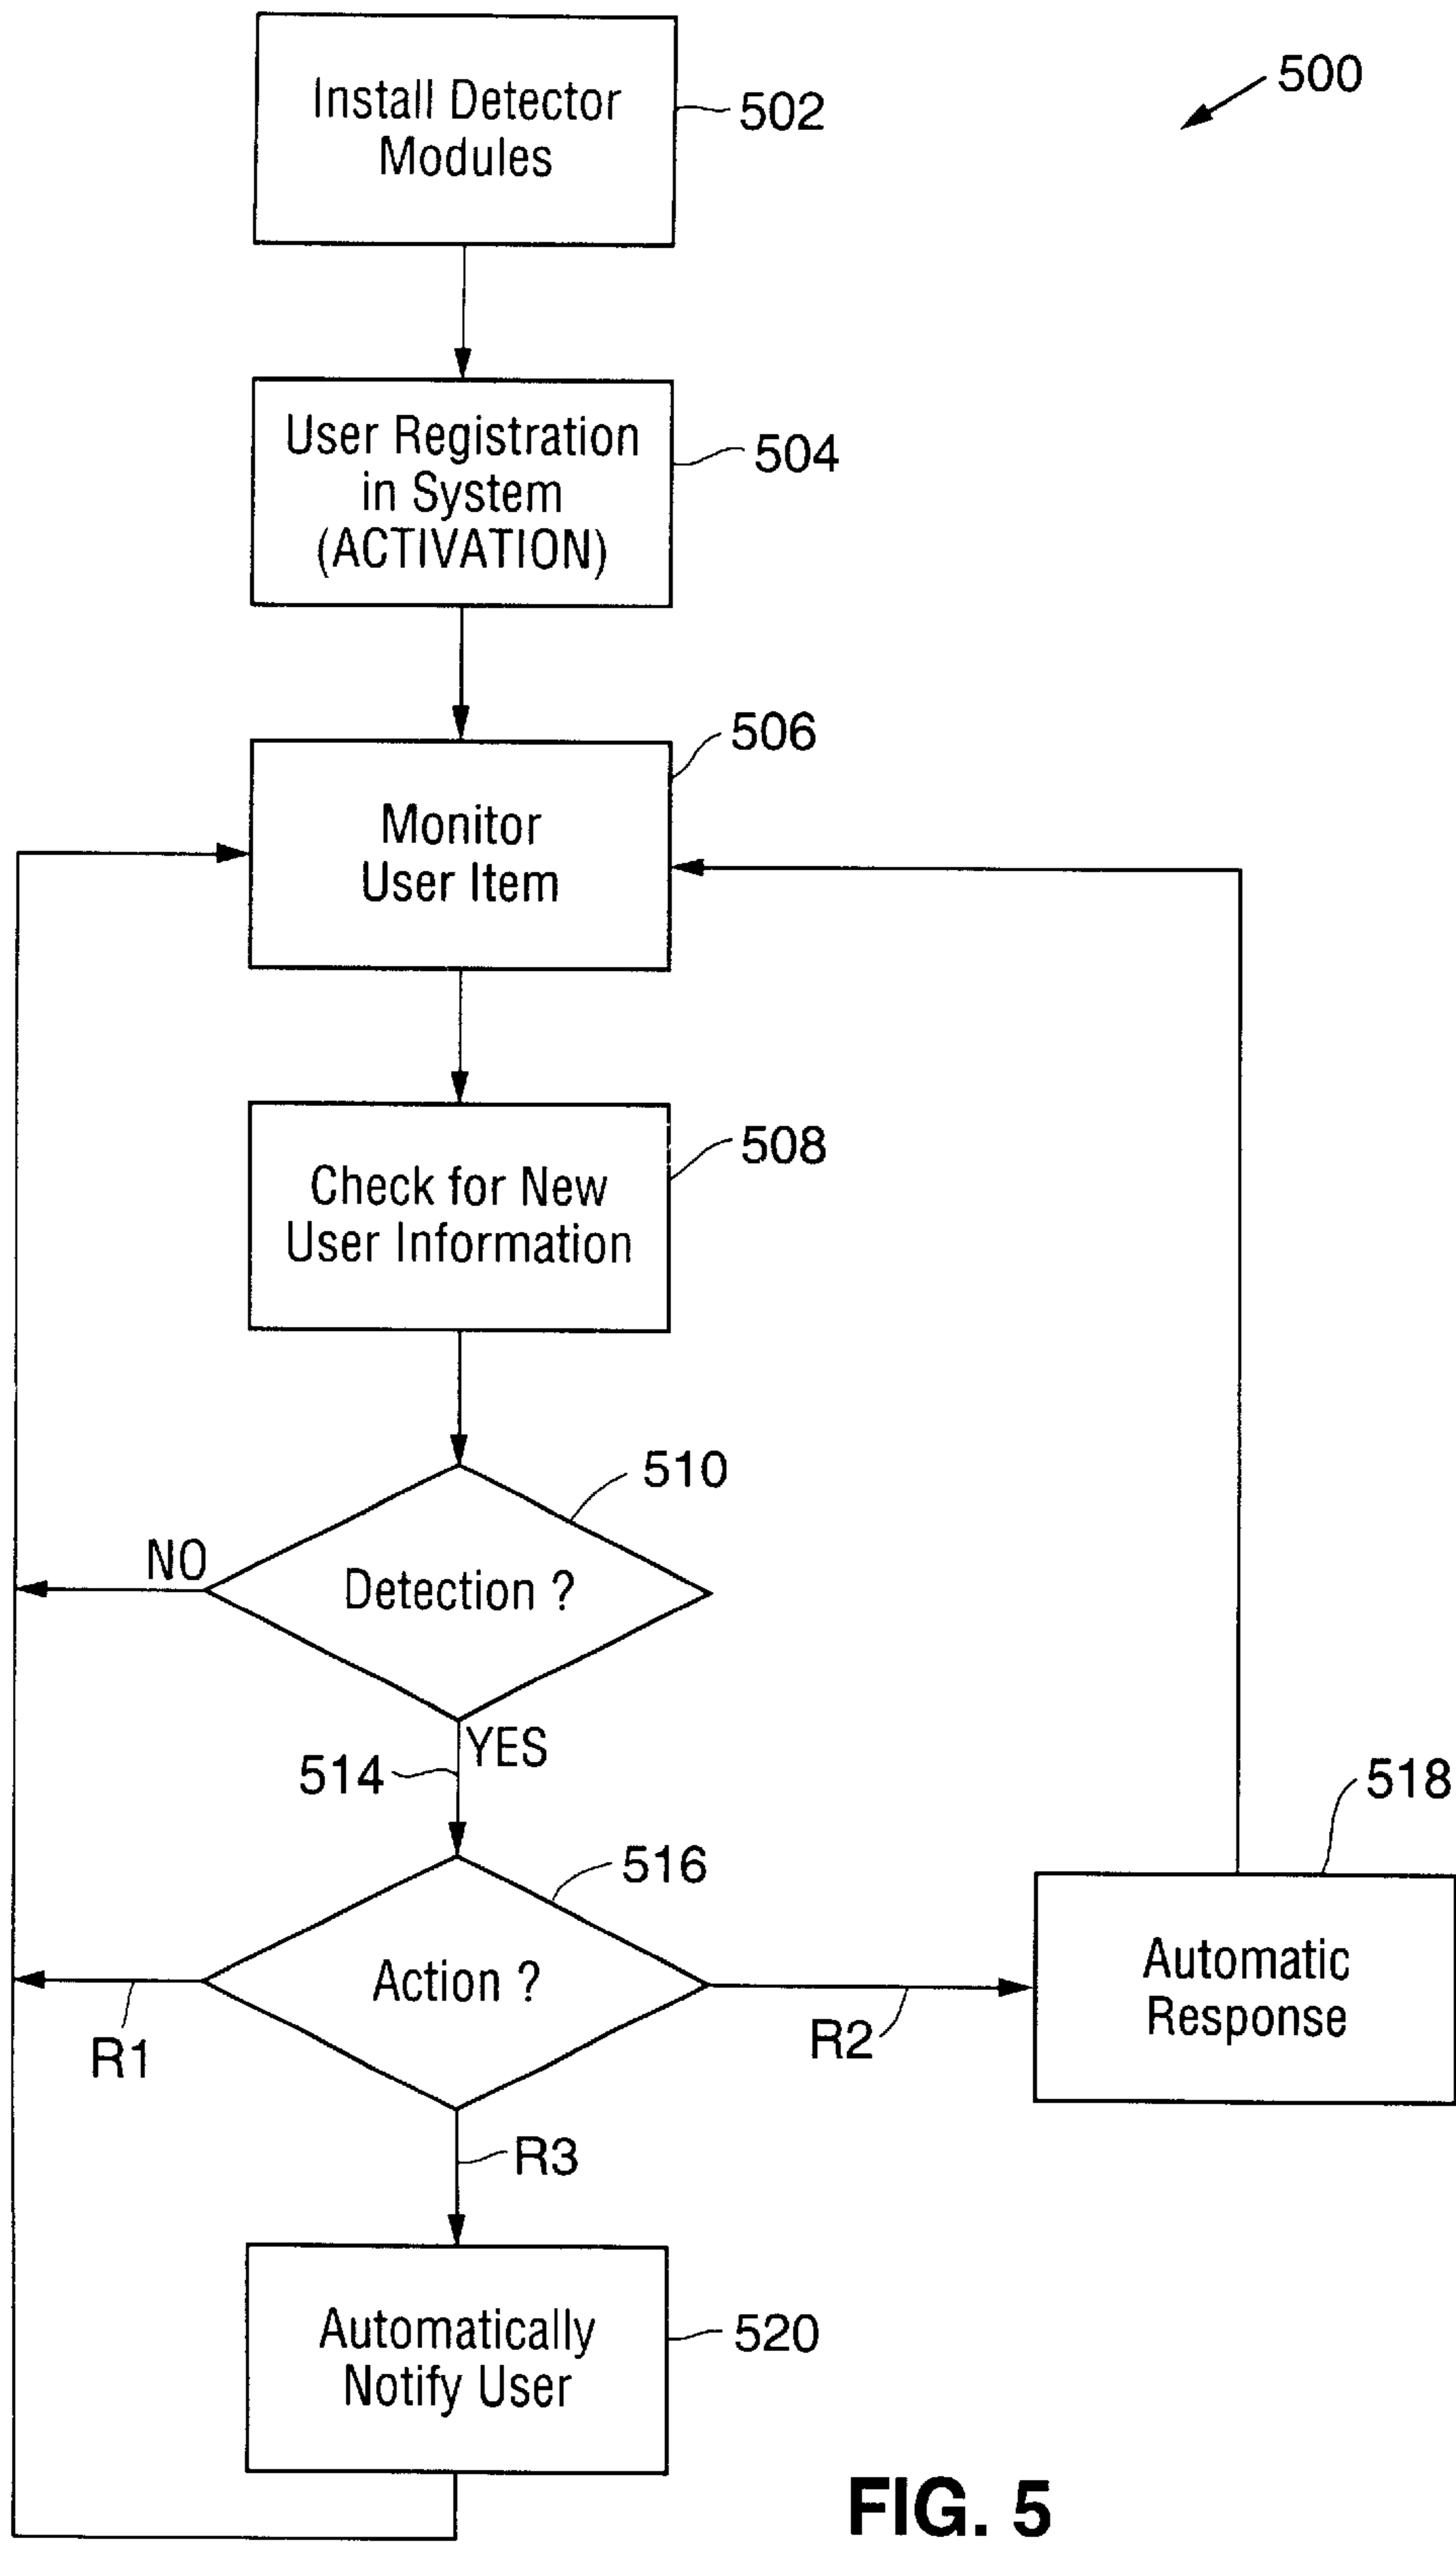 500
Install Detector
Modules
502
User Registration
in System
(ACTIVATION)
504
506
Monitor
User Item
508
Check for New
User Information
510
NO
Detection ?
YES
514
518
516
Action ?
Automatic
Response
R1
R2
R3
Automatically
Notify User
520
FIG. 5